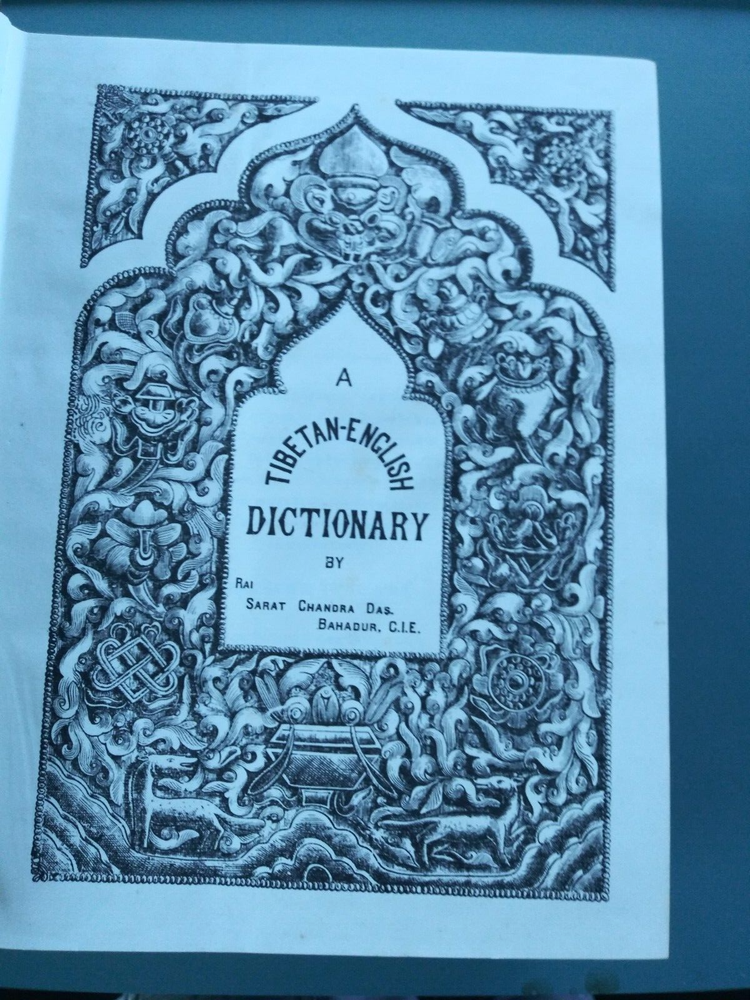 A
TIBETAN-ENGLISH
DICTIONARY
BY
RAI
SARAT CHANDRA DAS.
BAHADUR, C.I.E.